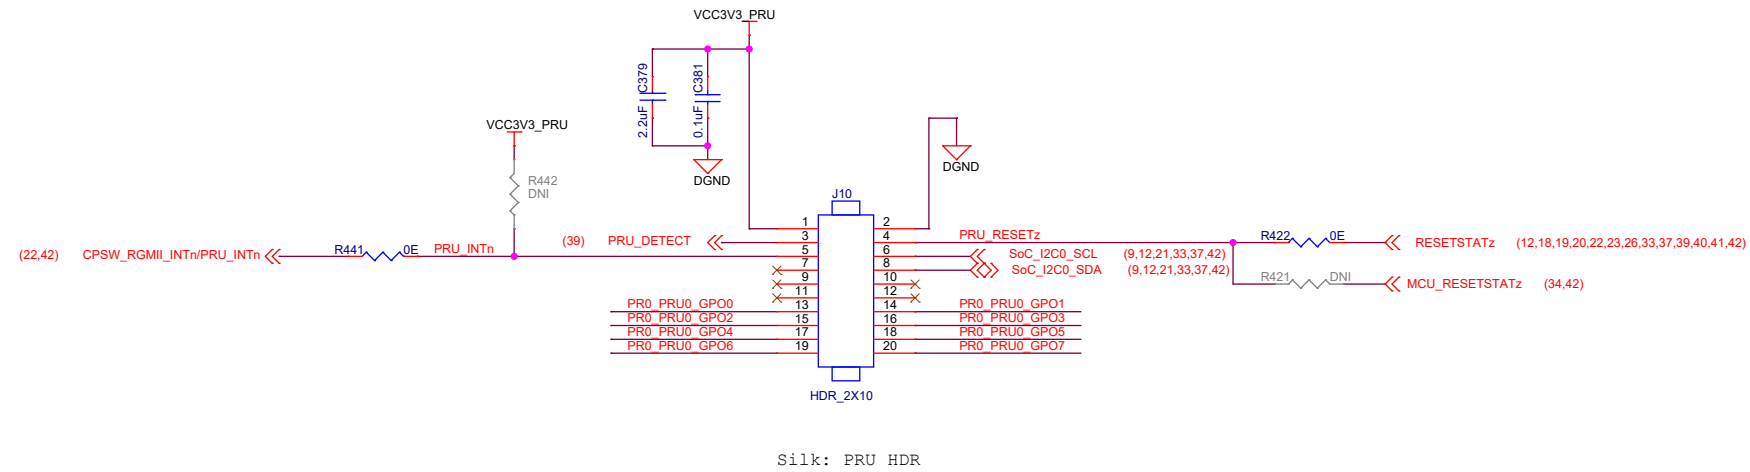 VCC3V3_PRU
C379
2.2uF
C381
0.1uF
VCC3V3_PRU
DGND
DGND
R442
DNI
J10
1 2
(22,42) CPSW_RGMII_INTn/PRU_INTn R441 0E PRU_INTn
(39) PRU_DETECT 3 4 PRU_RESETz R422 0E RESETSTATz (12,18,19,20,22,23,26,33,37,39,40,41,42)
5 6 SoC_I2C0_SCL (9,12,21,33,37,42)
7 8 SoC_I2C0_SDA (9,12,21,33,37,42)
R421 DNI MCU_RESETSTATz (34,42)
9 10
11 12
PR0_PRU0_GPO0 13 14 PR0_PRU0_GPO1
PR0_PRU0_GPO2 15 16 PR0_PRU0_GPO3
PR0_PRU0_GPO4 17 18 PR0_PRU0_GPO5
PR0_PRU0_GPO6 19 20 PR0_PRU0_GPO7
HDR_2X10
Silk: PRU HDR